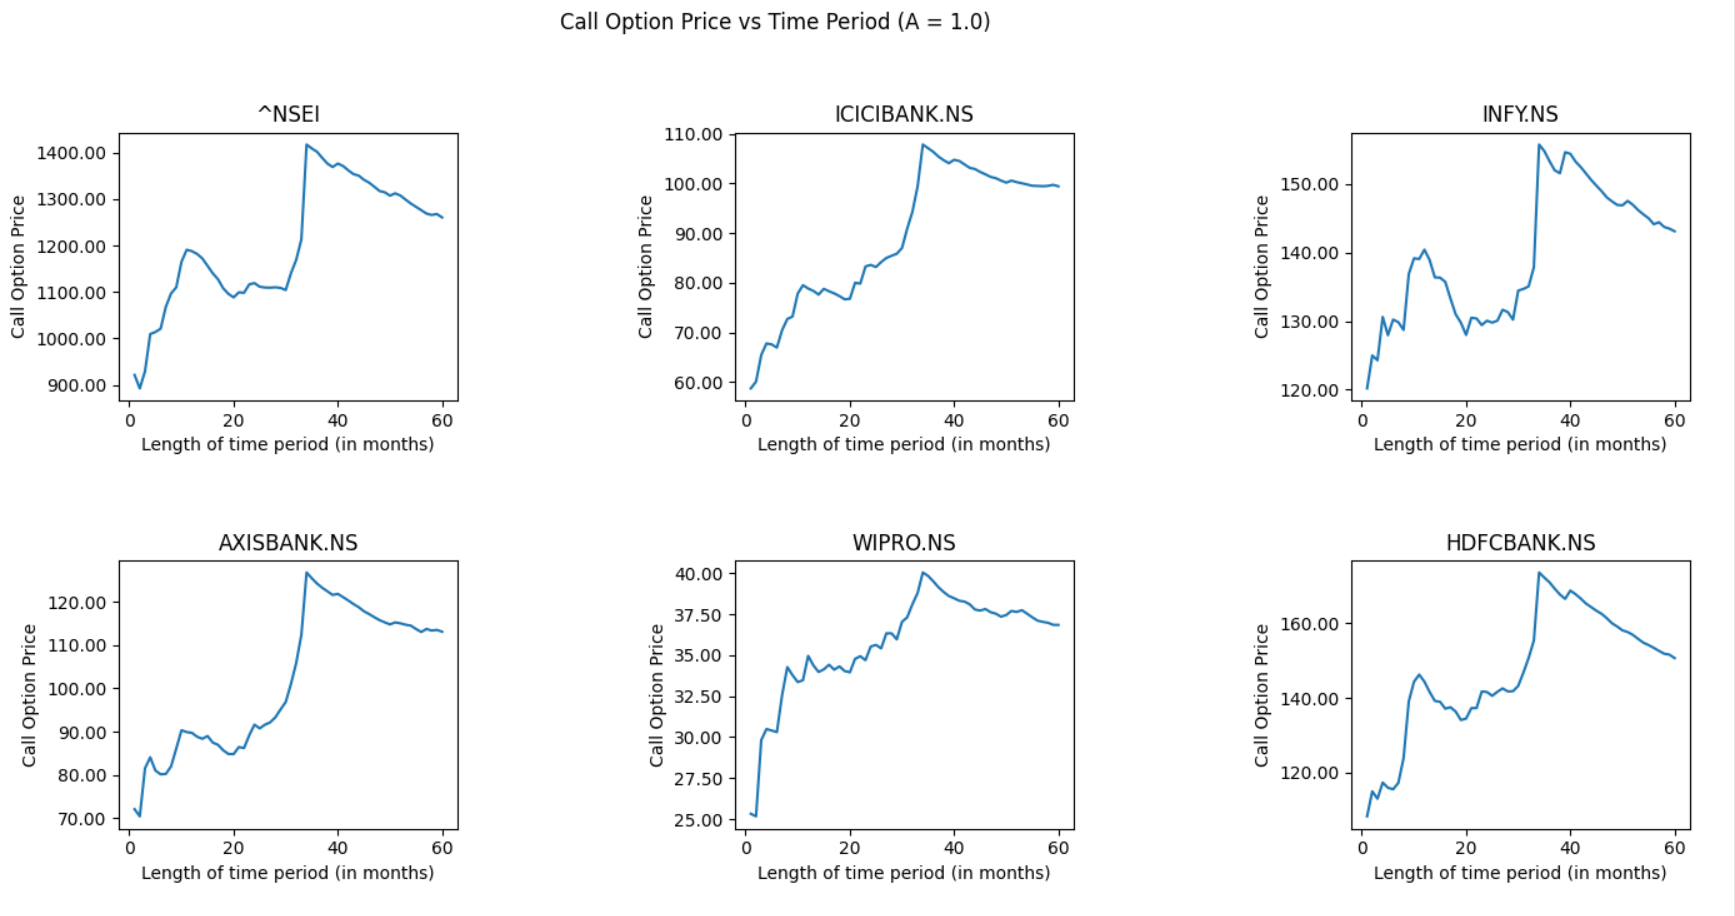 Call Option Price vs Time Period (A = 1.0)
^NSEI
Call Option Price
1400.00
1300.00
1200.00
1100.00
1000.00
900.00
0 20 40 60
Length of time period (in months)
ICICIBANK.NS
Call Option Price
110.00
100.00
90.00
80.00
70.00
60.00
0 20 40 60
Length of time period (in months)
INFY.NS
Call Option Price
150.00
140.00
130.00
120.00
0 20 40 60
Length of time period (in months)
AXISBANK.NS
Call Option Price
120.00
110.00
100.00
90.00
80.00
70.00
0 20 40 60
Length of time period (in months)
WIPRO.NS
Call Option Price
40.00
37.50
35.00
32.50
30.00
27.50
25.00
0 20 40 60
Length of time period (in months)
HDFCBANK.NS
Call Option Price
160.00
140.00
120.00
0 20 40 60
Length of time period (in months)